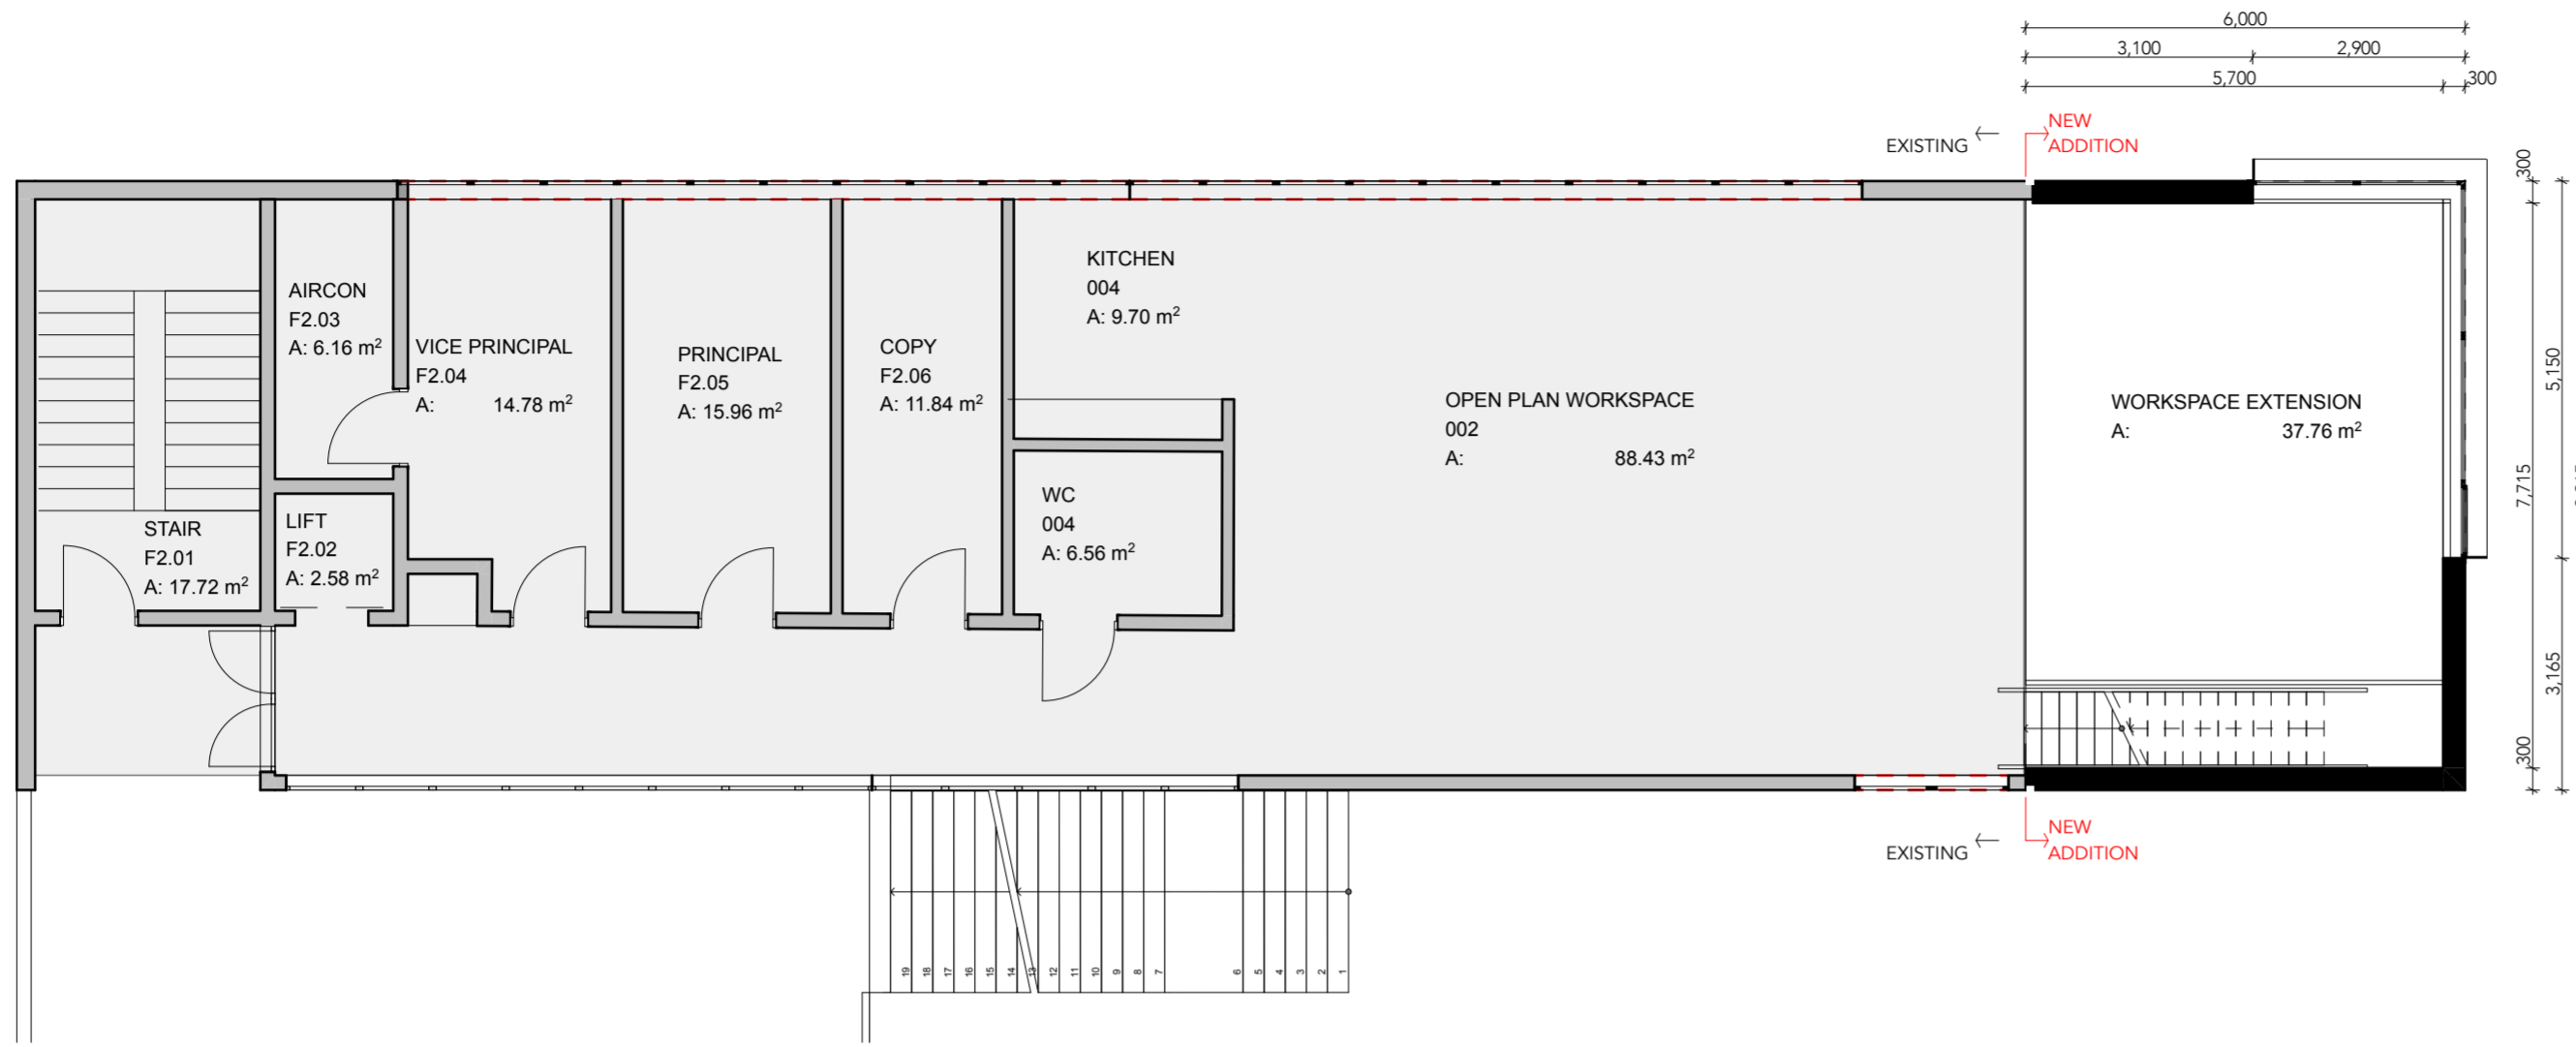 6,000
3,100 2,900
5,700 300
EXISTING
NEW
ADDITION
300
7,715
5,150
3,165
300
AIRCON
F2.03
A: 6.16 m²
VICE PRINCIPAL
F2.04
A: 14.78 m²
PRINCIPAL
F2.05
A: 15.96 m²
COPY
F2.06
A: 11.84 m²
KITCHEN
004
A: 9.70 m²
OPEN PLAN WORKSPACE
002
A: 88.43 m²
WORKSPACE EXTENSION
A: 37.76 m²
STAIR
F2.01
A: 17.72 m²
LIFT
F2.02
A: 2.58 m²
WC
004
A: 6.56 m²
EXISTING
NEW
ADDITION
19 18 17 16 15 14 13 12 11 10 9 8 7 6 5 4 3 2 1